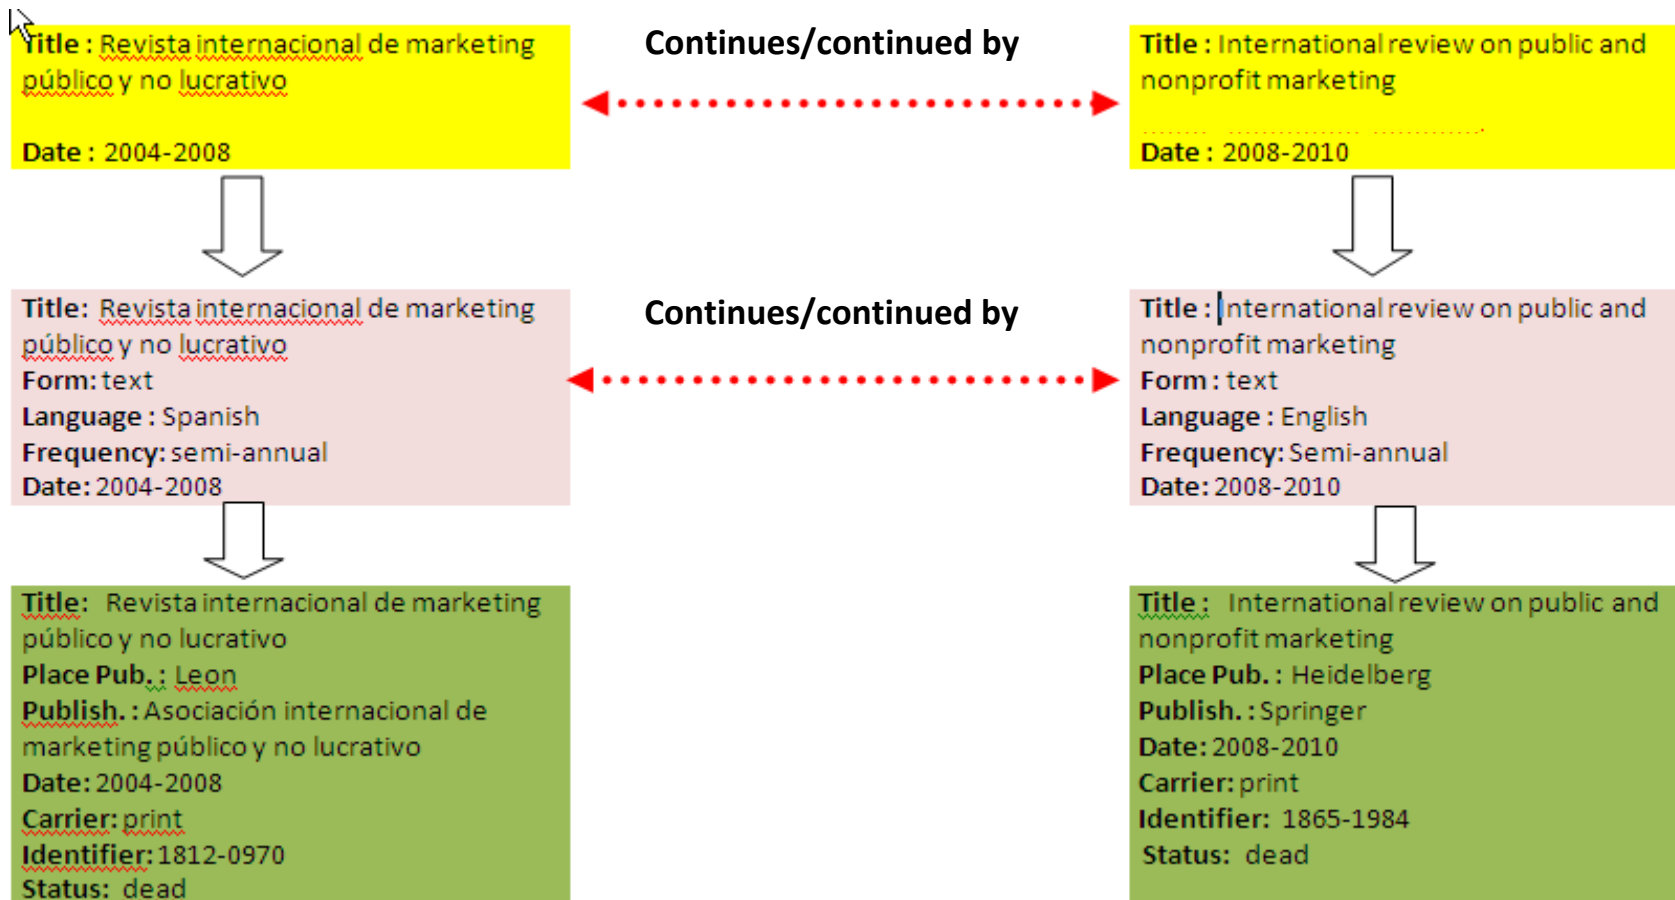 Title : Revista internacional de marketing
público y no lucrativo
Date : 2004-2008
Continues/continued by
Title : International review on public and
nonprofit marketing
Date : 2008-2010
Title: Revista internacional de marketing
público y no lucrativo
Form: text
Language : Spanish
Frequency: semi-annual
Date: 2004-2008
Continues/continued by
Title : International review on public and
nonprofit marketing
Form : text
Language : English
Frequency: Semi-annual
Date: 2008-2010
Title: Revista internacional de marketing
público y no lucrativo
Place Pub. : Leon
Publish. : Asociación internacional de
marketing público y no lucrativo
Date: 2004-2008
Carrier: print
Identifier: 1812-0970
Status: dead
Title : International review on public and
nonprofit marketing
Place Pub. : Heidelberg
Publish. : Springer
Date: 2008-2010
Carrier: print
Identifier: 1865-1984
Status: dead